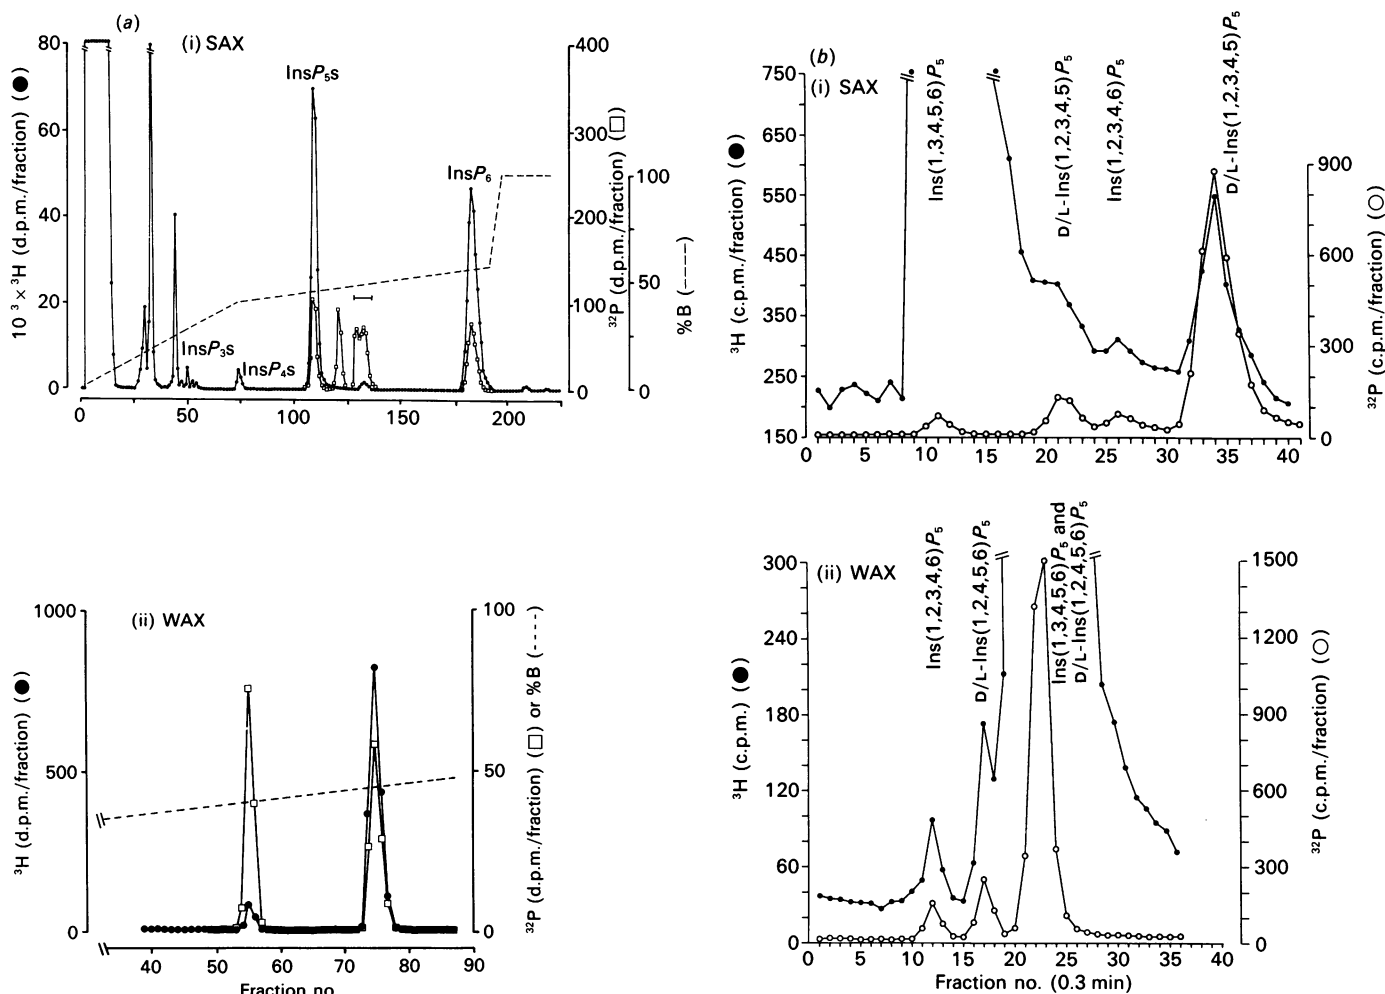 (a)
(i) SAX
InsP₅s
InsP₆
InsP₃s
InsP₄s
10³ × ³H (d.p.m./fraction) (●)
80
60
40
20
0
400
300
200
100
0
³²P (d.p.m./fraction) (□)
100
50
0
%B (----)
0
50
100
150
200
(b)
(i) SAX
Ins(1,3,4,5,6)P₅
D/L-Ins(1,2,3,4,5)P₅
Ins(1,2,3,4,6)P₅
D/L-Ins(1,2,3,4,5)P₅
³H (c.p.m./fraction) (●)
750
650
550
450
350
250
150
900
600
300
0
³²P (c.p.m./fraction) (○)
0
5
10
15
20
25
30
35
40
(ii) WAX
³H (d.p.m./fraction) (●)
1000
500
0
100
50
0
³²P (d.p.m./fraction) (□) or %B (----)
40
50
60
70
80
90
Fraction no.
(ii) WAX
Ins(1,2,3,4,6)P₅
D/L-Ins(1,2,4,5,6)P₅
Ins(1,3,4,5,6)P₅ and
D/L-Ins(1,2,4,5,6)P₅
³H (c.p.m.) (●)
300
240
180
120
60
0
1500
1200
900
600
300
0
³²P (c.p.m./fraction) (○)
0
5
10
15
20
25
30
40
Fraction no. (0.3 min)